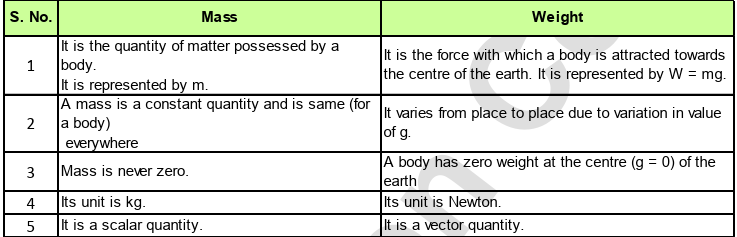 S. No. Mass Weight
1
It is the quantity of matter possessed by a
body.
It is represented by m.
It is the force with which a body is attracted towards
the centre of the earth. It is represented by W = mg.
2
A mass is a constant quantity and is same (for
a body)
everywhere
It varies from place to place due to variation in value
of g.
3
Mass is never zero.
A body has zero weight at the centre (g = 0) of the
earth
4 Its unit is kg. Its unit is Newton.
5 It is a scalar quantity. It is a vector quantity.